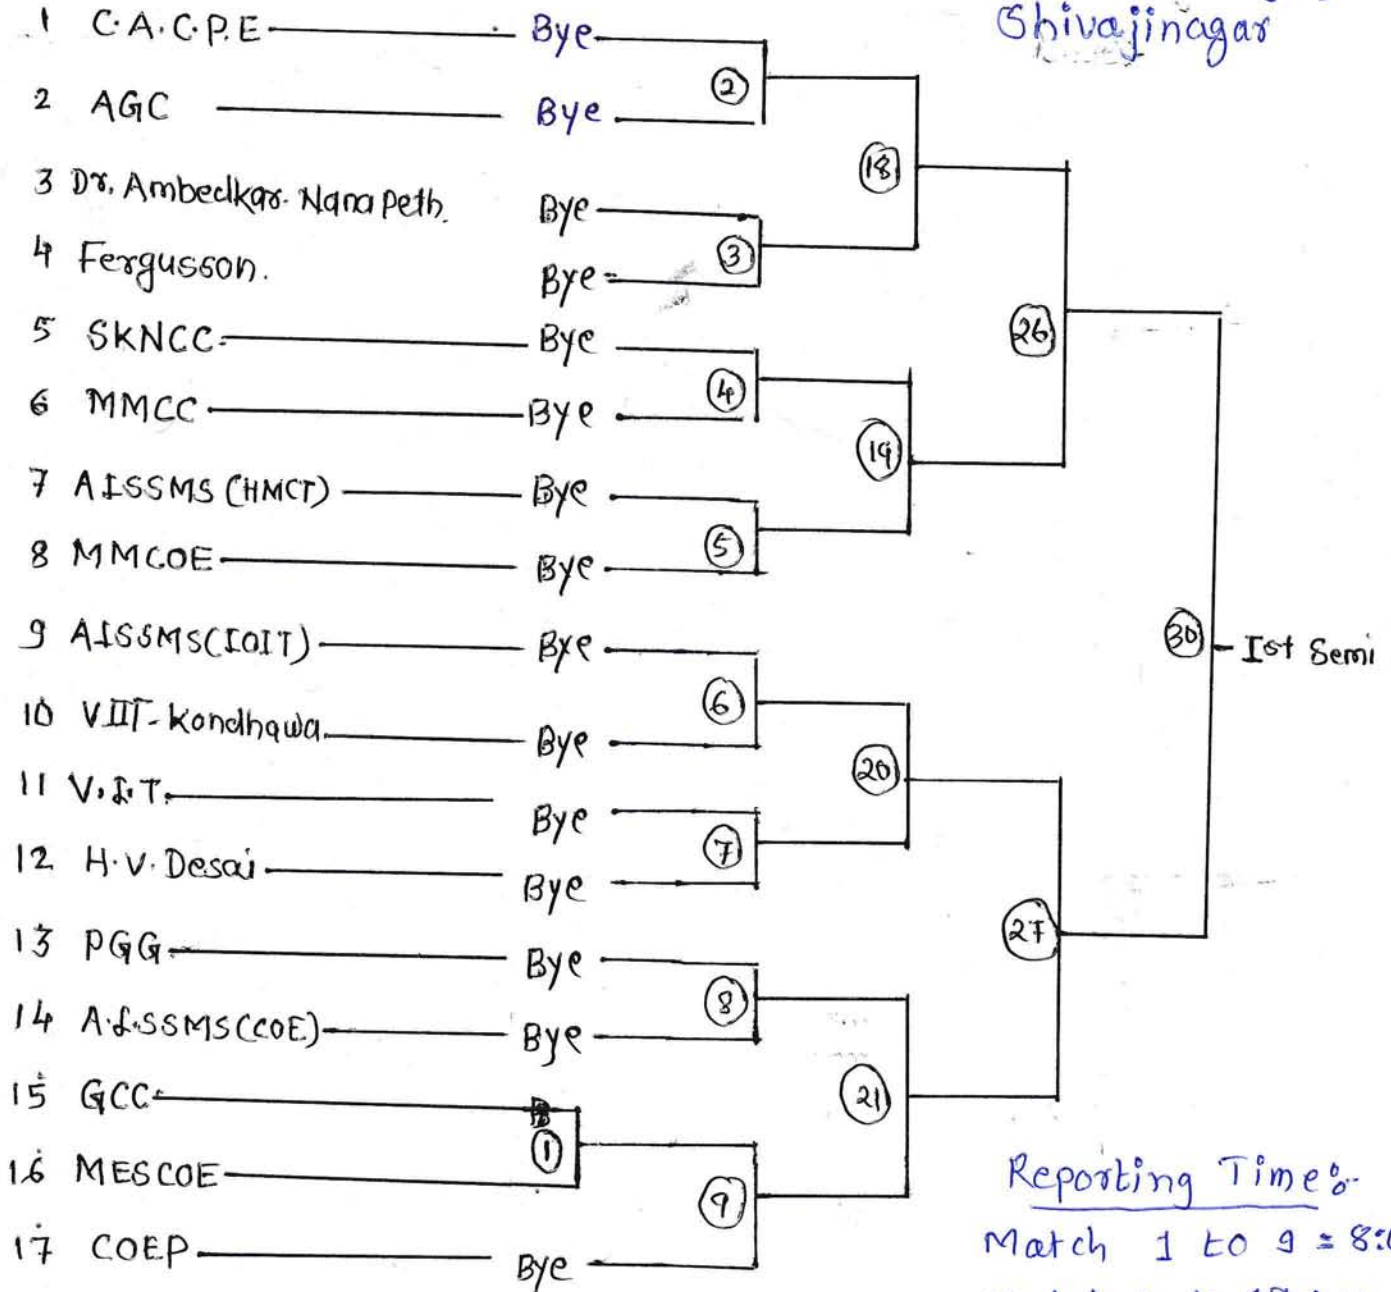 Shivajinagar
1 C.A.C.P.E Bye
2 AGC Bye
2
18
3 Dr. Ambedkar. Nana Peth. Bye
4 Fergusson. Bye
3
5 SKNCC Bye
26
6 MMCC Bye
4
19
7 AISSMS (HMCT) Bye
8 MMCOE Bye
5
9 AISSMS (IOIT) Bye
30 Ist Semi
10 VIIT-Kondhawa Bye
6
20
11 V.I.T. Bye
12 H.V. Desai Bye
7
13 PGG Bye
27
14 A.I.SSMS (COE) Bye
8
15 GCC
21
1
16 MESCOE
9
17 COEP Bye
Reporting Time:-
Match 1 to 9 =